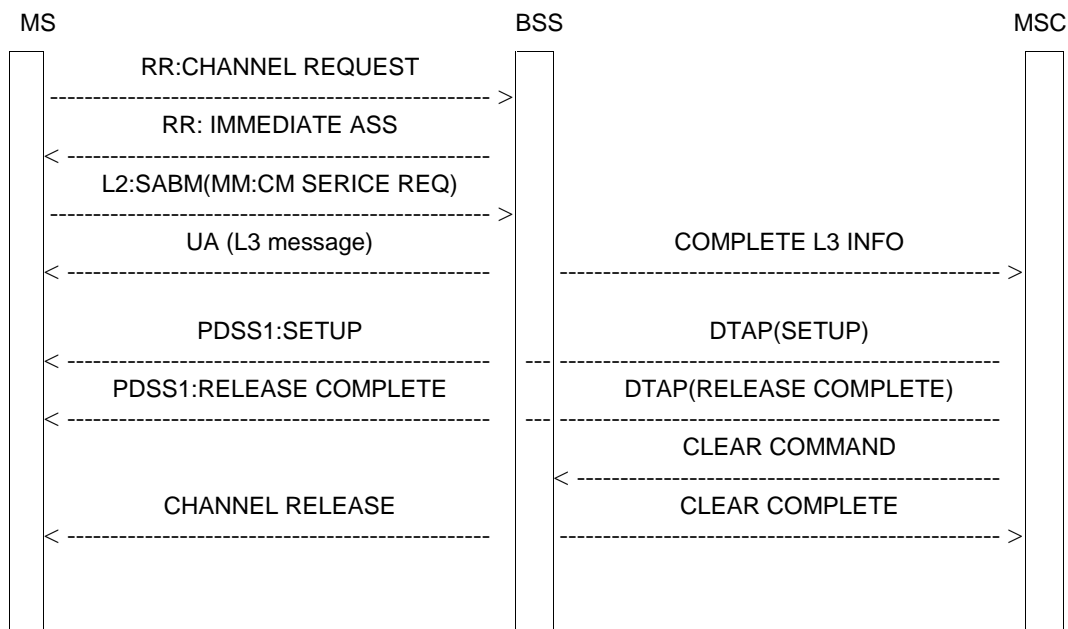 MS BSS MSC
RR:CHANNEL REQUEST
RR: IMMEDIATE ASS
L2:SABM(MM:CM SERICE REQ)
UA (L3 message) COMPLETE L3 INFO
PDSS1:SETUP DTAP(SETUP)
PDSS1:RELEASE COMPLETE DTAP(RELEASE COMPLETE)
CLEAR COMMAND
CHANNEL RELEASE CLEAR COMPLETE